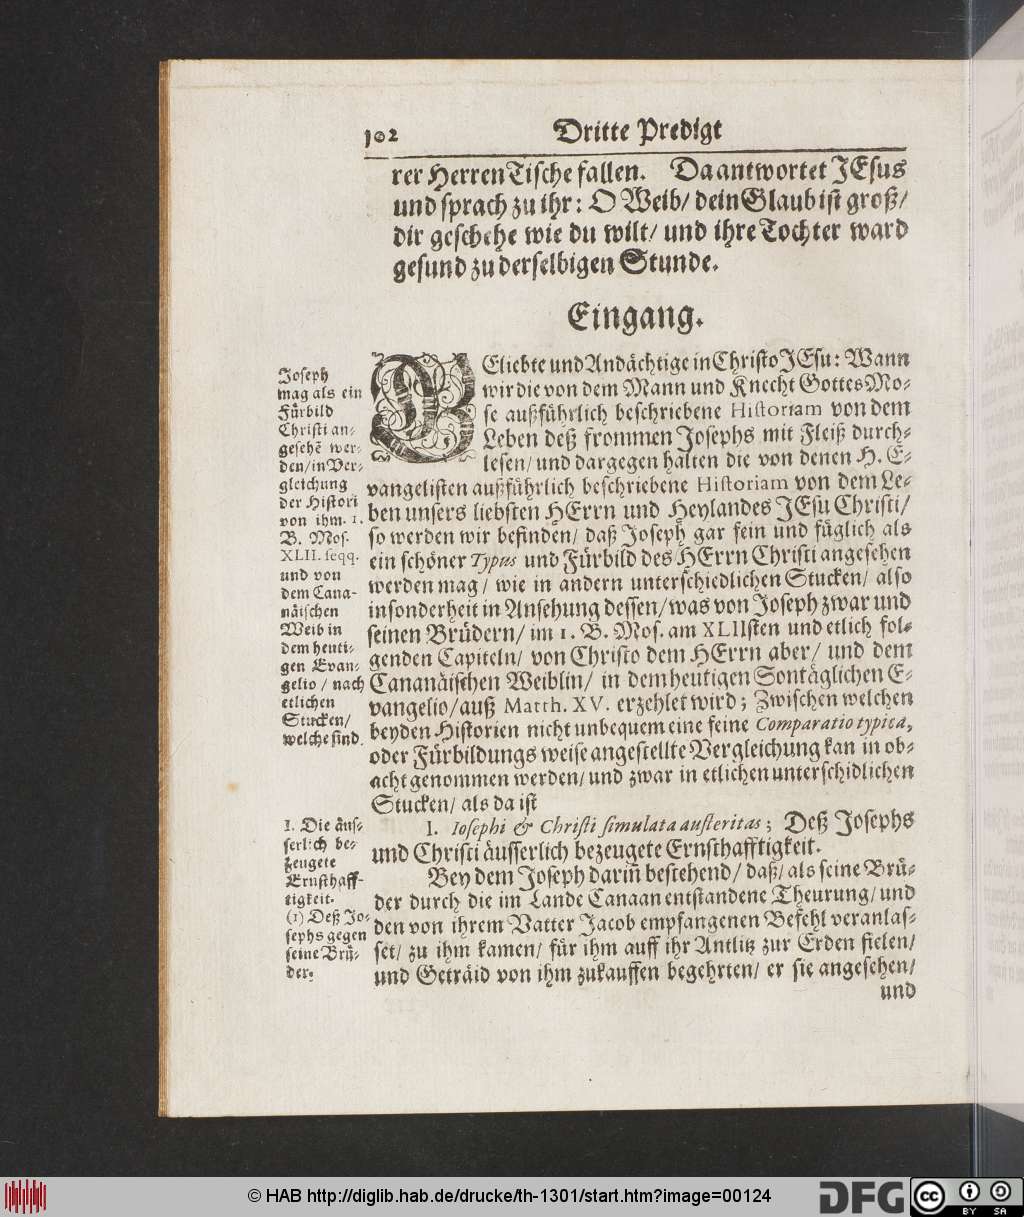 102 Dritte Predigt
rer Herren Tische fallen. Da antwortet JEsus
und sprach zu ihr: O Weib/ dein Glaub ist groß/
dir geschehe wie du wilt/ und ihre Tochter ward
gesund zu derselbigen Stunde.
Eingang.
GEliebte und Andächtige in Christo JEsu: Wann
wir die von dem Mann und Knecht Gottes Mo-
se außführlich beschriebene Historiam von dem
Leben deß frommen Josephs mit Fleiß durch-
lesen/ und dargegen halten die von denen H. E-
vangelisten außführlich beschriebene Historiam von dem Le-
ben unsers liebsten HErrn und Heylandes JEsu Christi/
so werden wir befinden/ daß Joseph gar fein und füglich als
ein schöner Typus und Fürbild des HErrn Christi angesehen
werden mag/ wie in andern unterschiedlichen Stucken/ also
insonderheit in Ansehung dessen/ was von Joseph zwar und
seinen Brüdern/ im 1. B. Mos. am XLIIsten und etlich fol-
genden Capiteln/ von Christo dem HErrn aber/ und dem
Cananäischen Weiblin/ in dem heutigen Sontäglichen E-
vangelio/ auß Matth. XV. erzehlet wird; Zwischen welchen
beyden Historien nicht unbequem eine feine Comparatio typica,
oder Fürbildungs weise angestellte Vergleichung kan in ob-
acht genommen werden/ und zwar in etlichen unterschidlichen
Stucken/ als da ist
I. Iosephi & Christi simulata austeritas; Deß Josephs
und Christi äusserlich bezeugete Ernsthafftigkeit.
Bey dem Joseph dariñ bestehend/ daß/ als seine Brü-
der durch die im Lande Canaan entstandene Theurung/ und
den von ihrem Vatter Jacob empfangenen Befehl veranlas-
set/ zu ihm kamen/ für ihm auff ihr Antlitz zur Erden fielen/
und Geträid von ihm zukauffen begehrten/ er sie angesehen/
und
Joseph
mag als ein
Fürbild
Christi an-
gesehẽ wer-
den/ in Ver-
gleichung
der Histori
von ihm. 1.
B. Mos.
XLII. seqq.
und von
dem Cana-
näischen
Weib in
dem heuti-
gen Evan-
gelio / nach
etlichen
Stucken/
welche sind
I. Die äus-
serlich be-
zeugete
Ernsthaff-
tigkeit.
(1) Deß Jo-
sephs gegen
seine Brü-
der.
© HAB http://diglib.hab.de/drucke/th-1301/start.htm?image=00124
DFG
cc
BY SA